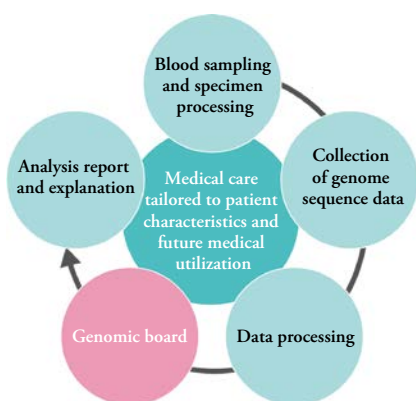 Blood sampling
and specimen
processing
Collection
of genome
sequence data
Data processing
Genomic board
Analysis report
and explanation
Medical care
tailored to patient
characteristics and
future medical
utilization